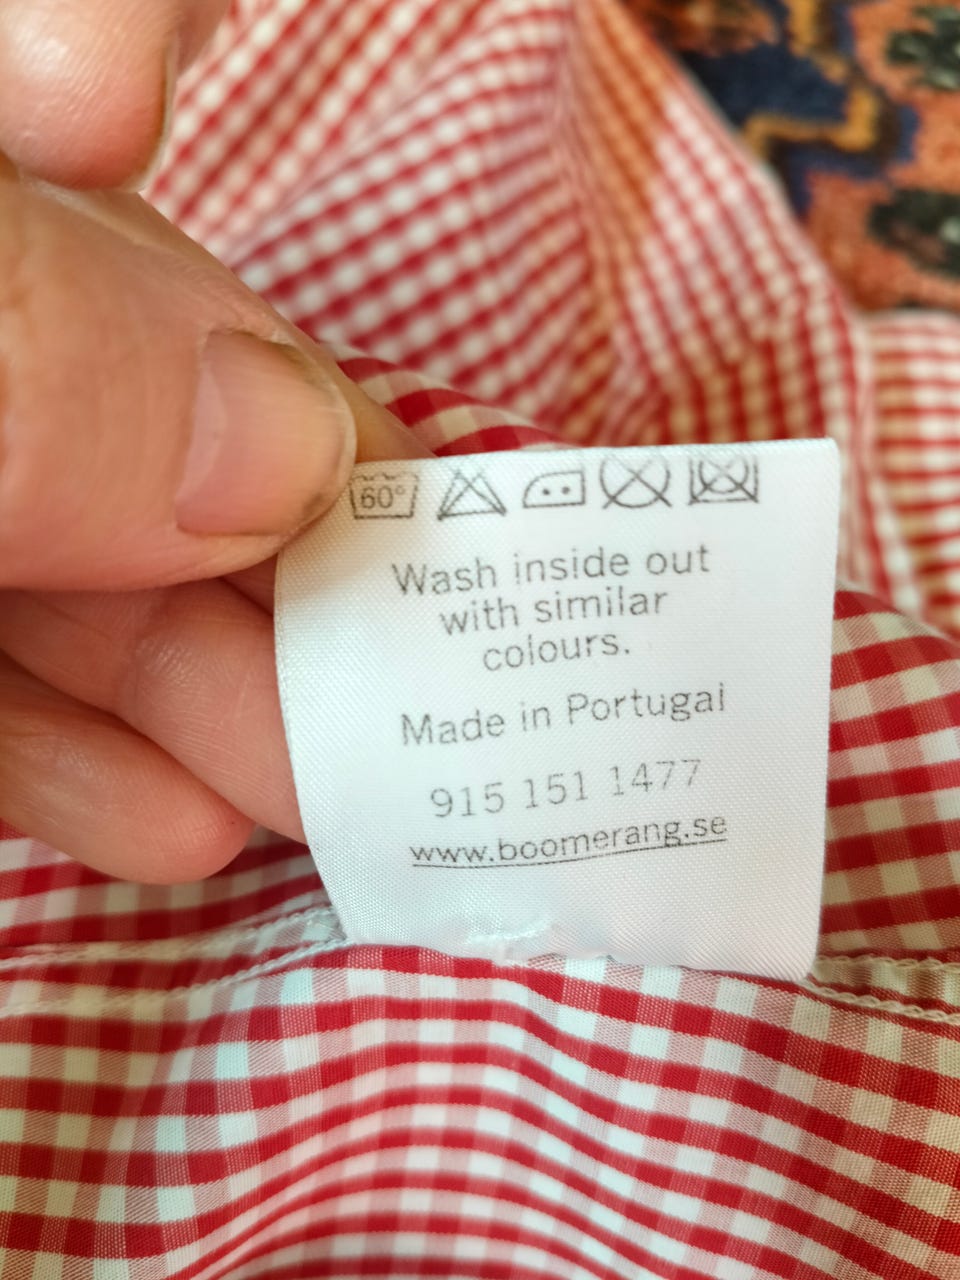 60°
Wash inside out
with similar
colours.
Made in Portugal
915 151 1477
www.boomerang.se